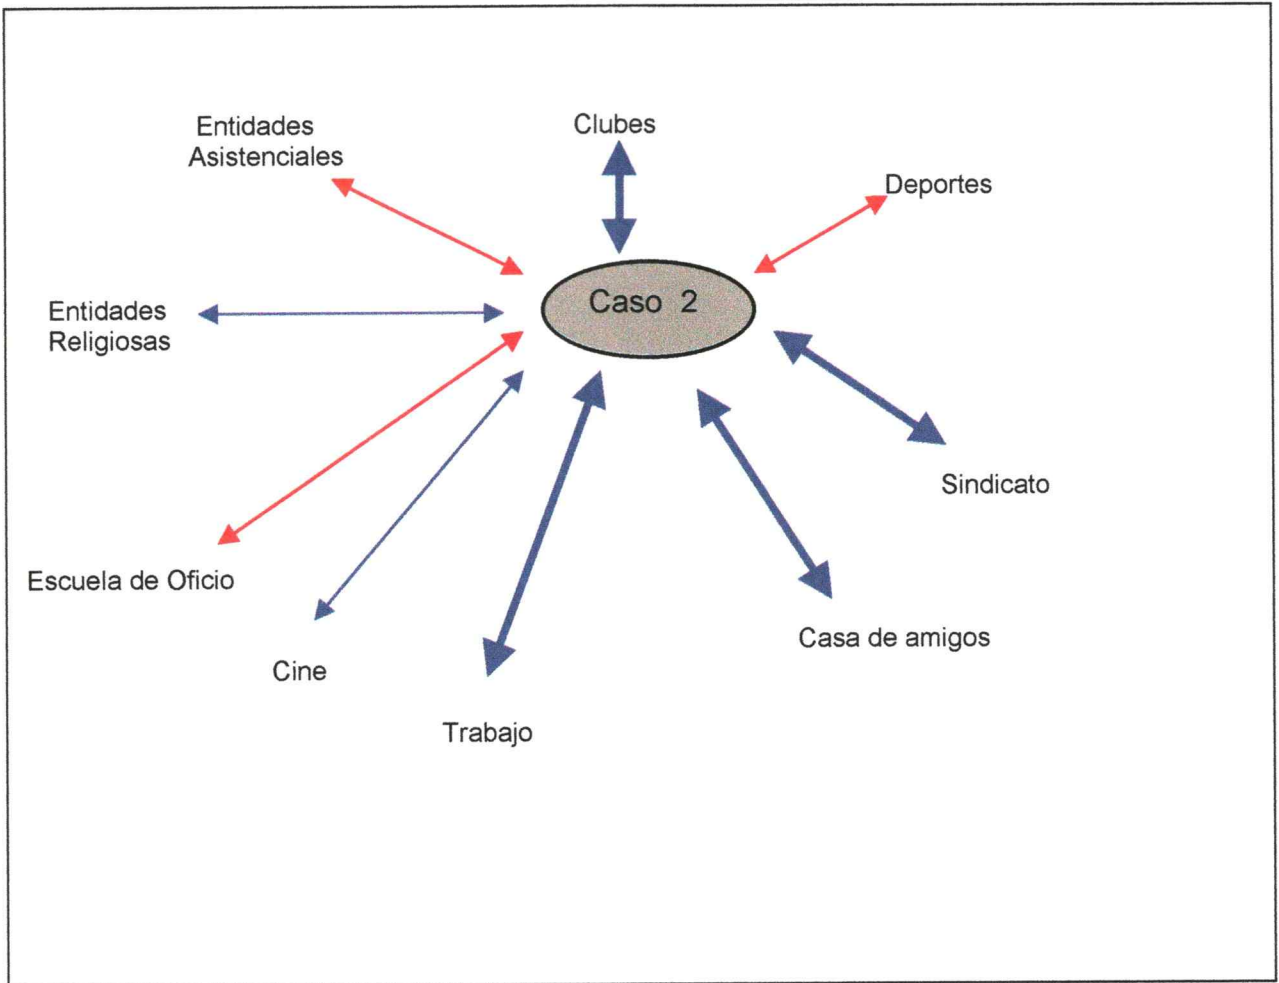 Clubes
Entidades
Asistenciales
Deportes
Caso 2
Entidades
Religiosas
Sindicato
Escuela de Oficio
Casa de amigos
Cine
Trabajo